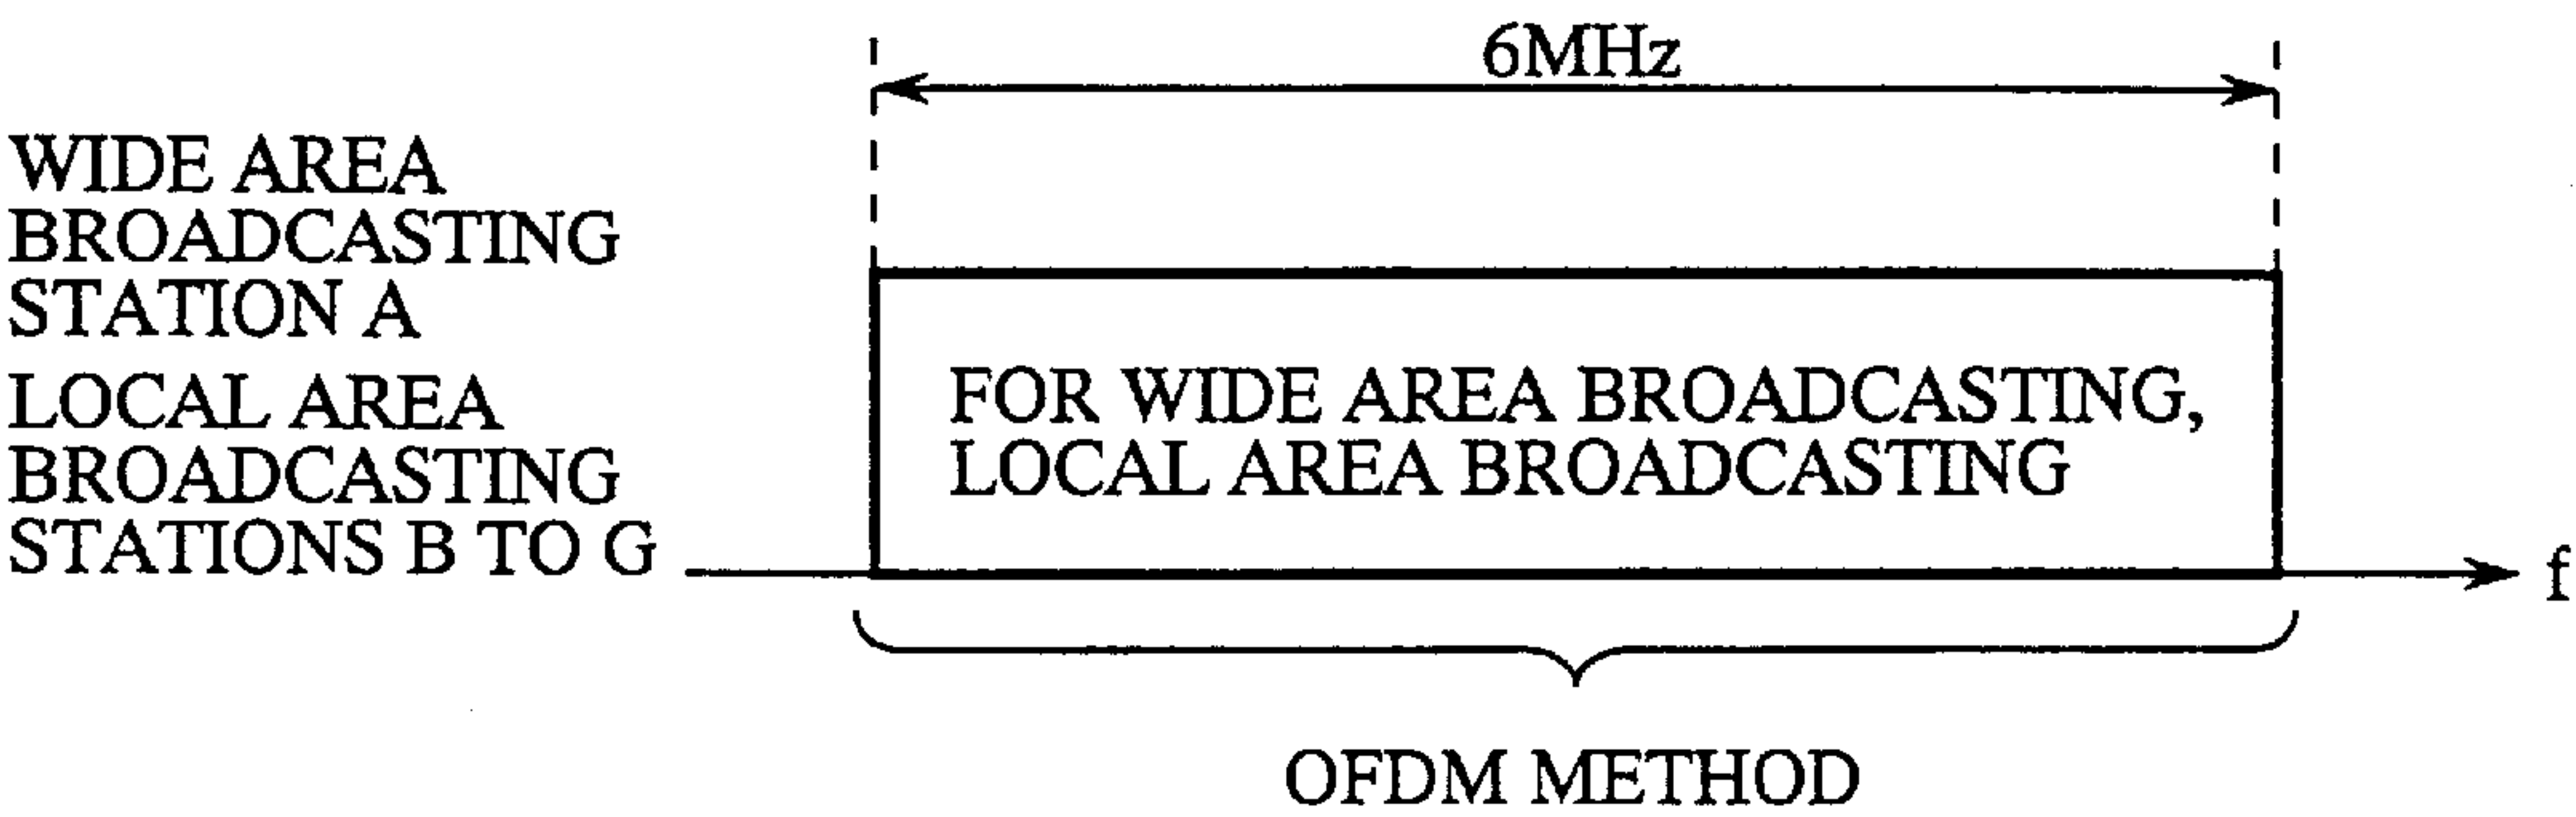 6MHz
WIDE AREA
BROADCASTING
STATION A
LOCAL AREA
BROADCASTING
STATIONS B TO G
FOR WIDE AREA BROADCASTING,
LOCAL AREA BROADCASTING
f
OFDM METHOD